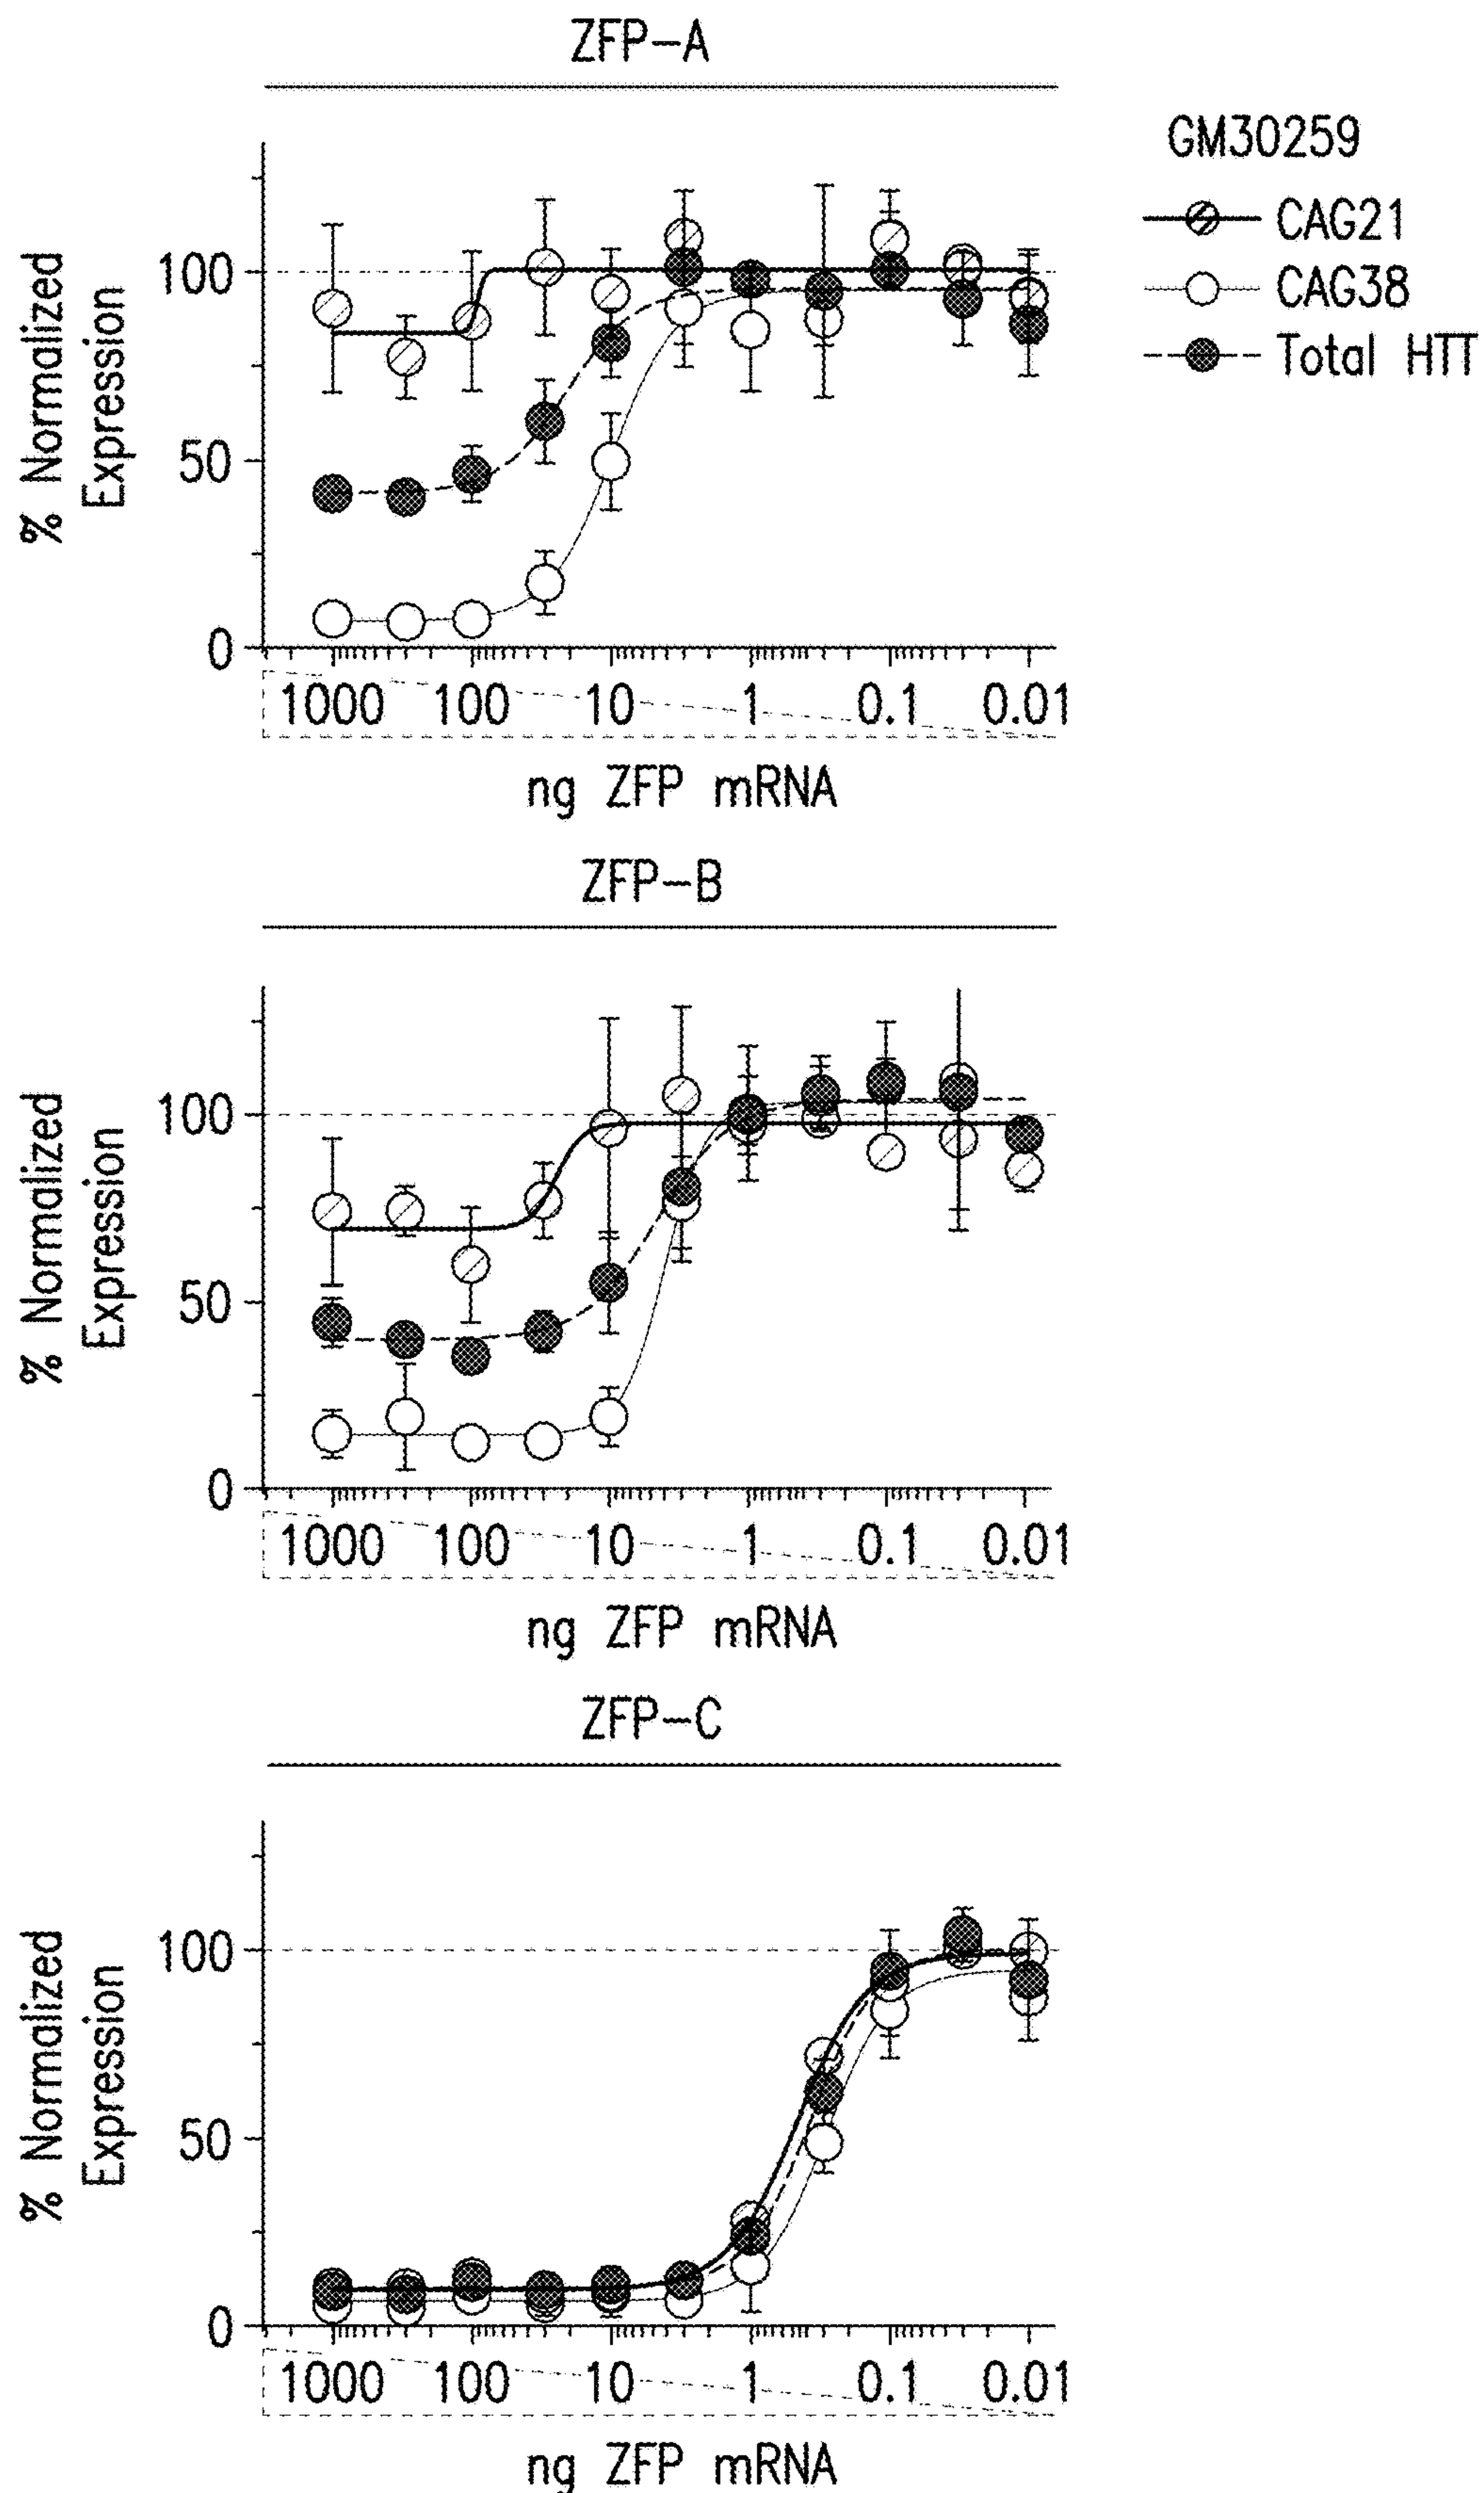 ZFP-A
GM30259
CAG21
CAG38
Total HTT
% Normalized
Expression
100
50
0
1000 100 10 1 0.1 0.01
ng ZFP mRNA
ZFP-B
% Normalized
Expression
100
50
0
1000 100 10 1 0.1 0.01
ng ZFP mRNA
ZFP-C
% Normalized
Expression
100
50
0
1000 100 10 1 0.1 0.01
ng ZFP mRNA